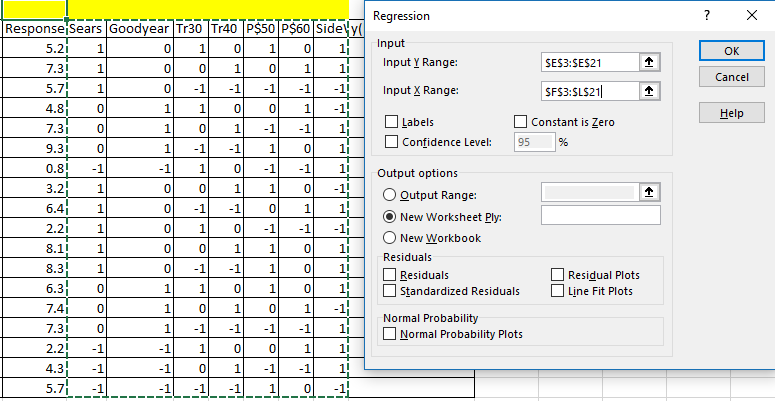 Response Sears Goodyear Tr30 Tr40 P$50 P$60 Side y(
5.2 1 0 1 0 1 0 1
7.3 1 0 0 1 0 1 1
5.7 1 0 -1 -1 0 1 -1
4.8 0 1 1 0 0 1 -1
7.3 0 1 0 1 -1 -1 1
9.3 0 1 -1 -1 1 0 1
0.8 -1 -1 1 0 -1 -1 1
3.2 1 0 0 1 1 0 -1
6.4 1 0 -1 -1 0 1 1
2.2 1 0 1 0 -1 -1 -1
8.1 1 0 0 1 1 0 1
8.3 1 0 -1 -1 1 0 1
6.3 0 1 1 0 1 0 1
7.4 0 1 0 1 0 1 -1
7.3 0 1 -1 -1 -1 -1 1
2.2 -1 -1 1 0 0 1 1
4.3 -1 -1 0 1 -1 -1 1
5.7 -1 -1 -1 -1 1 0 -1
Regression ?
Input
Input Y Range: $E$3:$E$21
Input X Range: $F$3:$L$21
Labels Constant is Zero
Confidence Level: 95 %
OK
Cancel
Help
Output options
Output Range:
New Worksheet Ply:
New Workbook
Residuals
Residuals Residual Plots
Standardized Residuals Line Fit Plots
Normal Probability
Normal Probability Plots